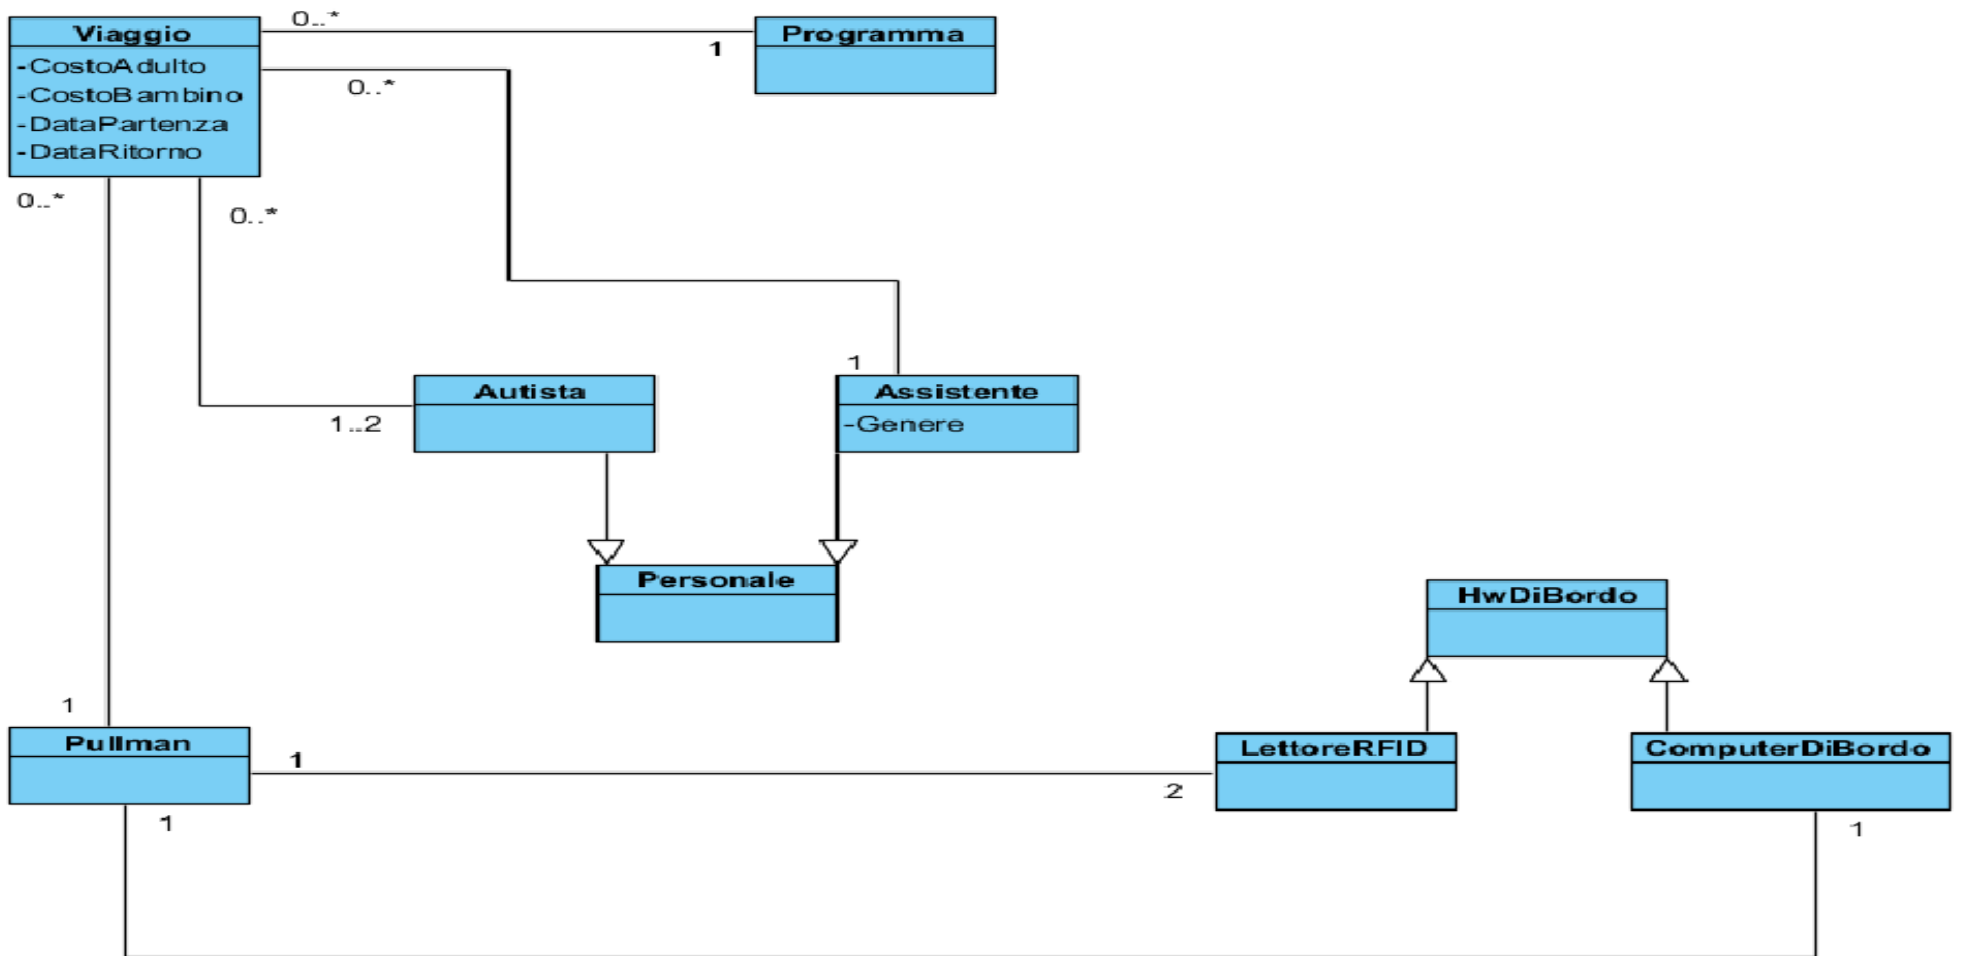 Viaggio
-CostoAdulto
-CostoBambino
-DataPartenza
-DataRitorno
0..*
1
Programma
0..*
0..*
0..*
1
Autista
1..2
Assistente
-Genere
Personale
HwDiBordo
1
Pullman
1
2
LettoreRFID
ComputerDiBordo
1
1